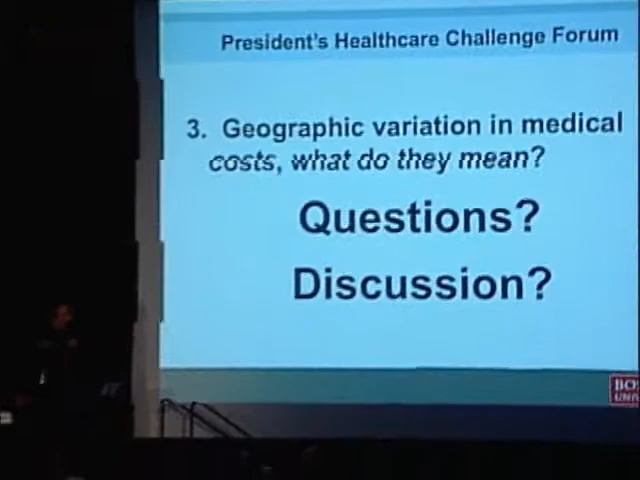 President's Healthcare Challenge Forum
3. Geographic variation in medical
costs, what do they mean?
Questions?
Discussion?